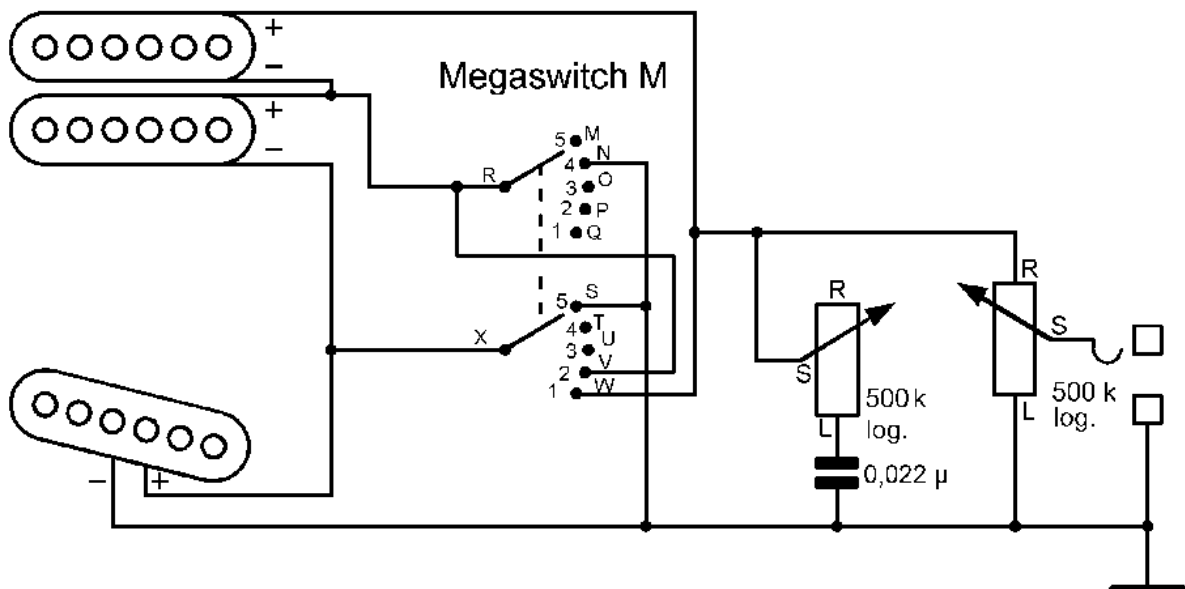 +
−
Megaswitch M
+
−
5 M
4 N
R
3 O
2 P
1 Q
5 S
4 T
X
3 U
2 V
1 W
R
S
L
500 k
log.
0,022 µ
R
S
L
500 k
log.
− +